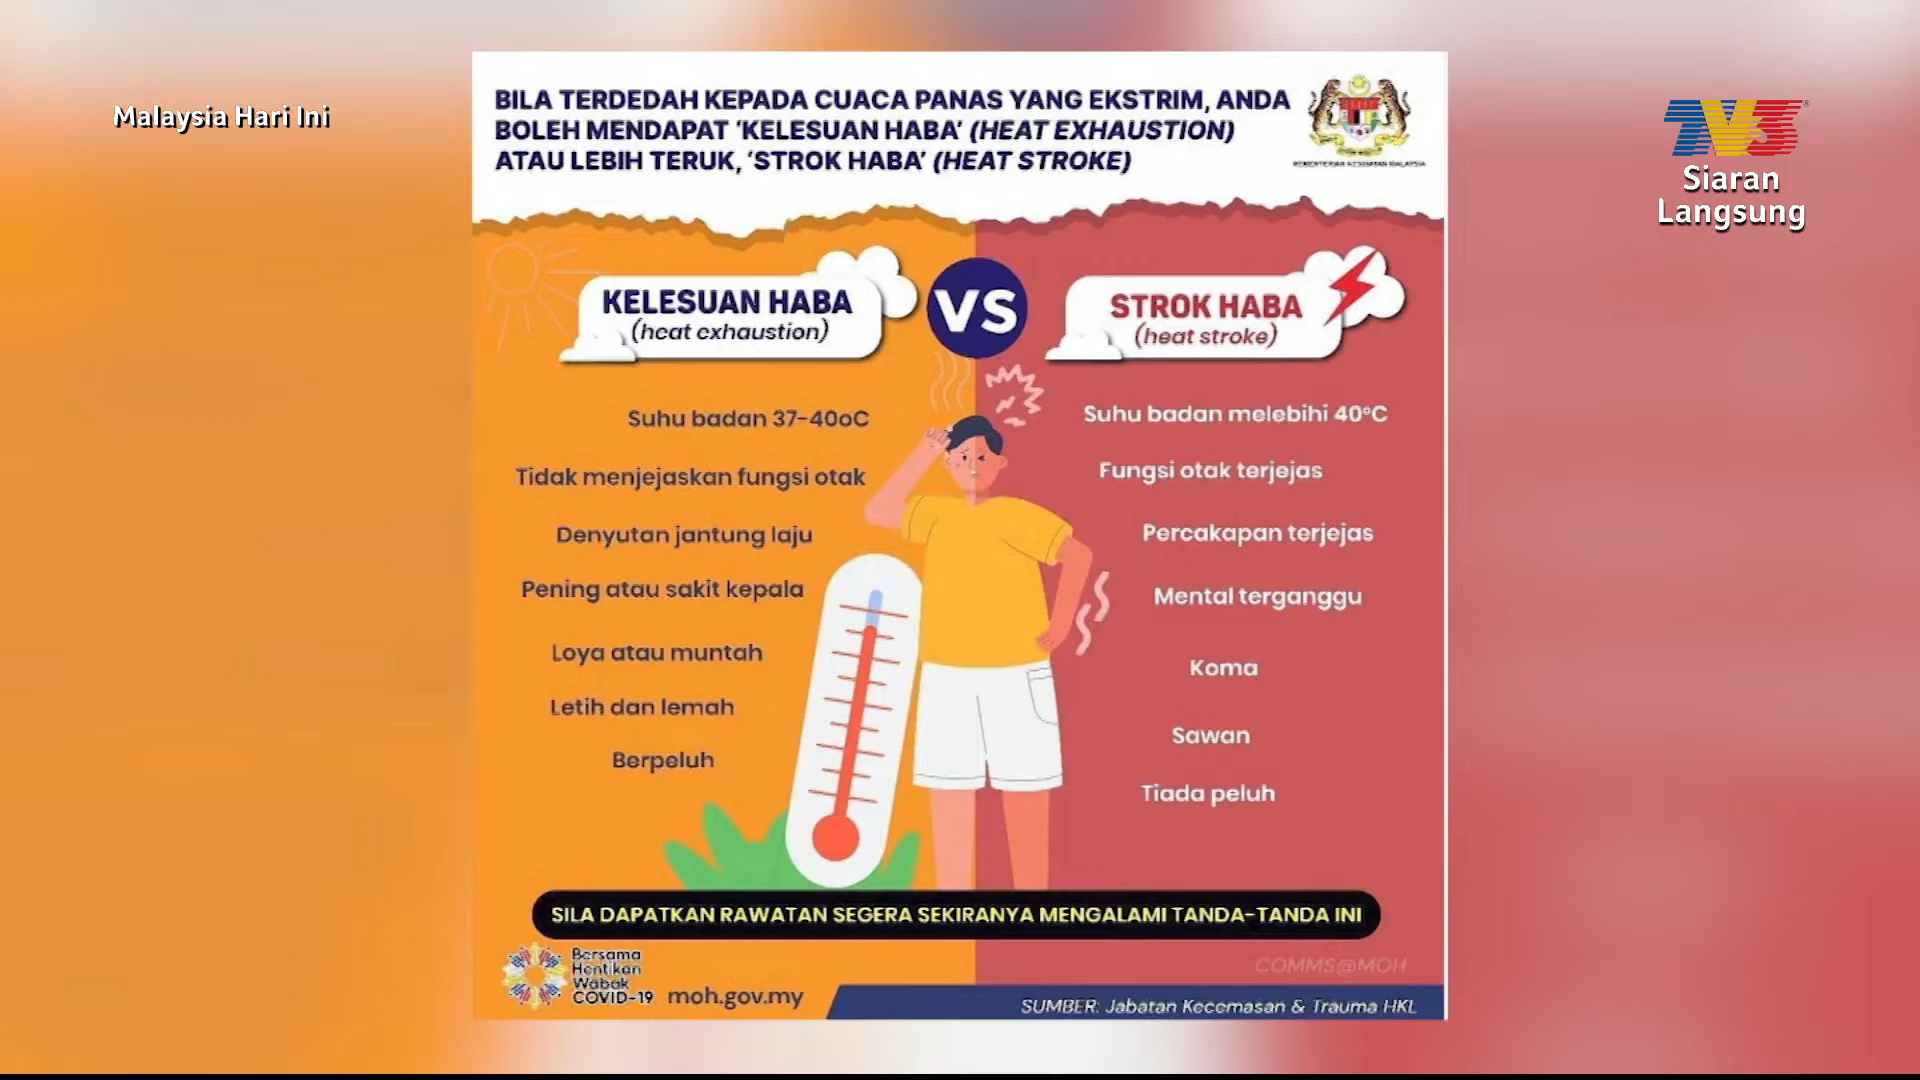 Malaysia Hari Ini
TV3
Siaran
Langsung
BILA TERDEDAH KEPADA CUACA PANAS YANG EKSTRIM, ANDA
BOLEH MENDAPAT ‘KELESUAN HABA’ (HEAT EXHAUSTION)
ATAU LEBIH TERUK, ‘STROK HABA’ (HEAT STROKE)
KEMENTERIAN KESIHATAN MALAYSIA
KELESUAN HABA
(heat exhaustion)
VS
STROK HABA
(heat stroke)
Suhu badan 37-40oC
Tidak menjejaskan fungsi otak
Denyutan jantung laju
Pening atau sakit kepala
Loya atau muntah
Letih dan lemah
Berpeluh
Suhu badan melebihi 40°C
Fungsi otak terjejas
Percakapan terjejas
Mental terganggu
Koma
Sawan
Tiada peluh
SILA DAPATKAN RAWATAN SEGERA SEKIRANYA MENGALAMI TANDA-TANDA INI
Bersama
Hentikan
Wabak
COVID-19
moh.gov.my
COMMS@MOH
SUMBER: Jabatan Kecemasan & Trauma HKL